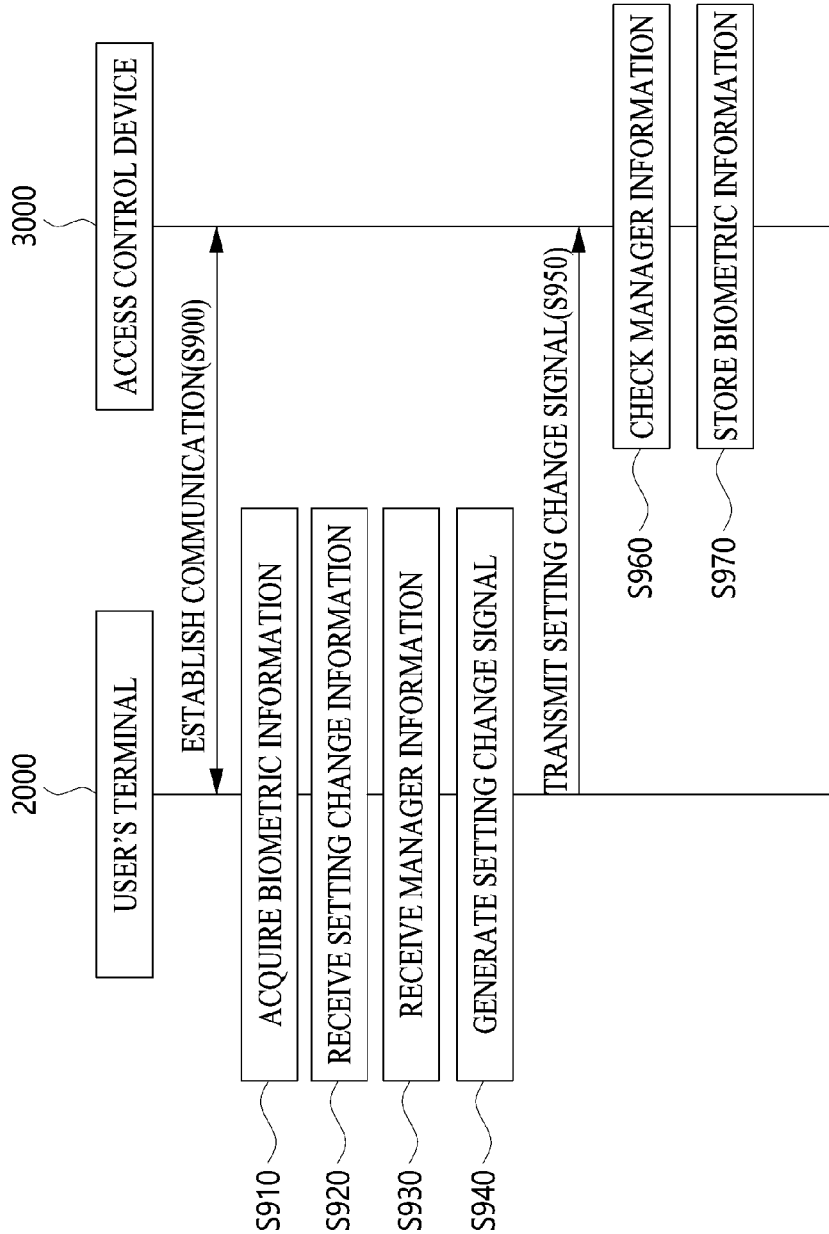 2000
3000
USER'S TERMINAL
ACCESS CONTROL DEVICE
ESTABLISH COMMUNICATION(S900)
S910
ACQUIRE BIOMETRIC INFORMATION
S920
RECEIVE SETTING CHANGE INFORMATION
S930
RECEIVE MANAGER INFORMATION
S940
GENERATE SETTING CHANGE SIGNAL
TRANSMIT SETTING CHANGE SIGNAL(S950)
S960
CHECK MANAGER INFORMATION
S970
STORE BIOMETRIC INFORMATION